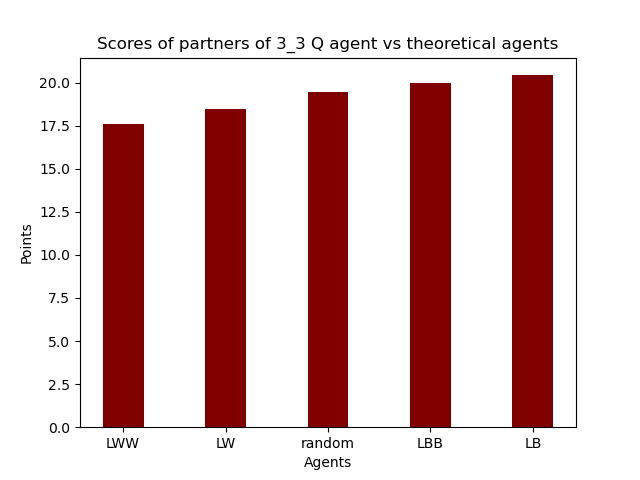 Scores of partners of 3_3 Q agent vs theoretical agents
Points
20.0
17.5
15.0
12.5
10.0
7.5
5.0
2.5
0.0
LWW LW random LBB LB
Agents